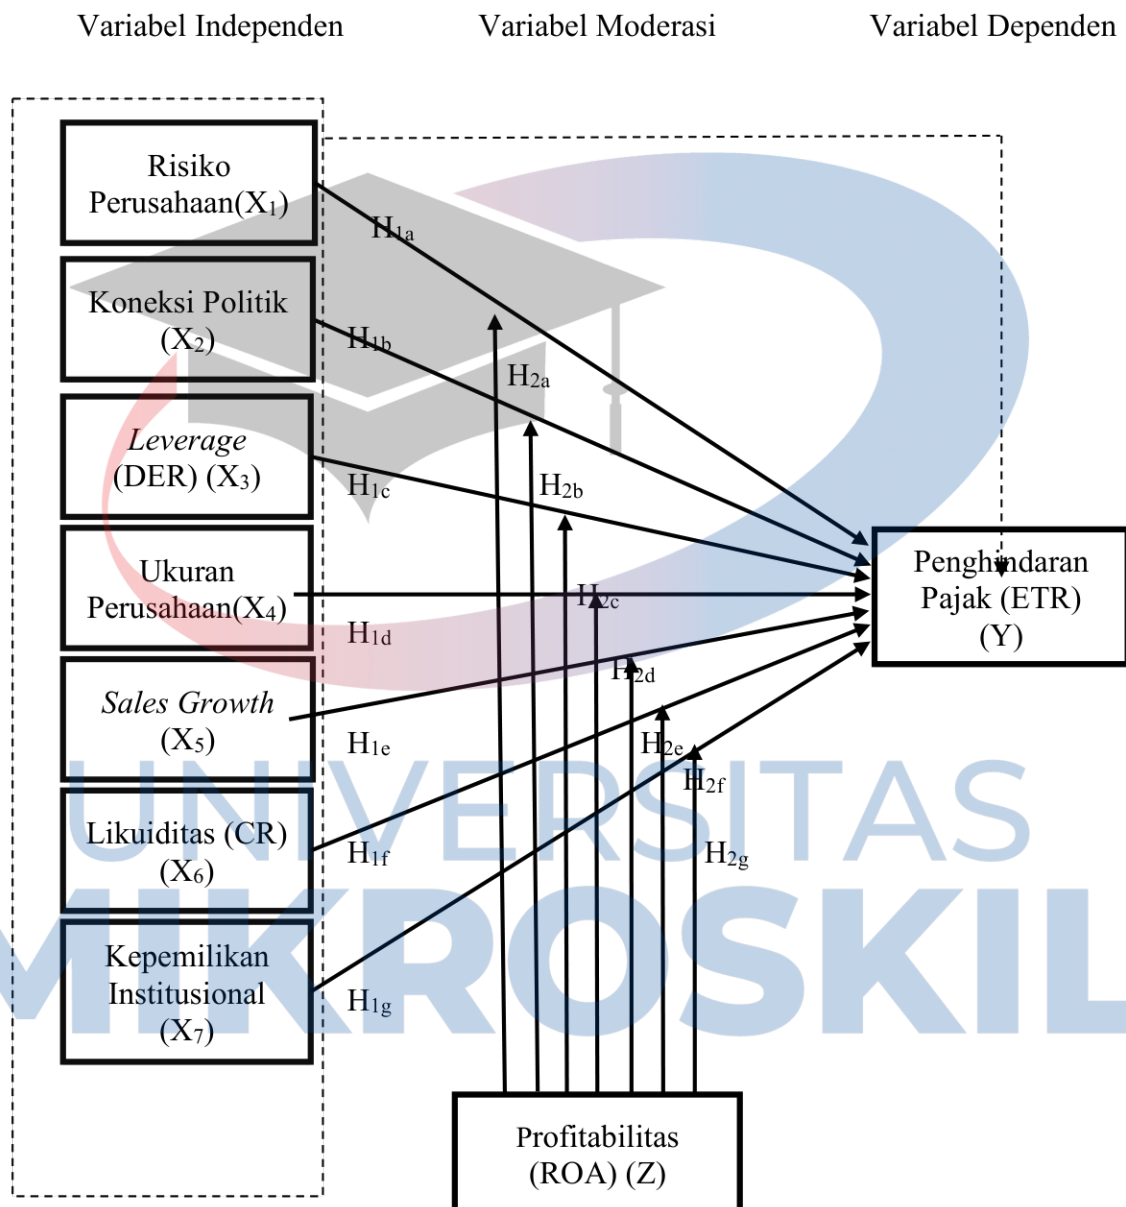 Variabel Independen
Variabel Moderasi
Variabel Dependen
Risiko
Perusahaan(X₁)
H₁ₐ
Koneksi Politik
(X₂)
H1b
H₂ₐ
Leverage
(DER) (X₃)
H1c
H2b
Ukuran
Perusahaan(X₄)
H1d
H2c
Penghindaran
Pajak (ETR)
(Y)
Sales Growth
(X₅)
H1e
H2d
H2e
H2f
Likuiditas (CR)
(X₆)
H1f
H2g
Kepemilikan
Institusional
(X₇)
H1g
Profitabilitas
(ROA) (Z)
UNIVERSITAS
MIKROSKIL